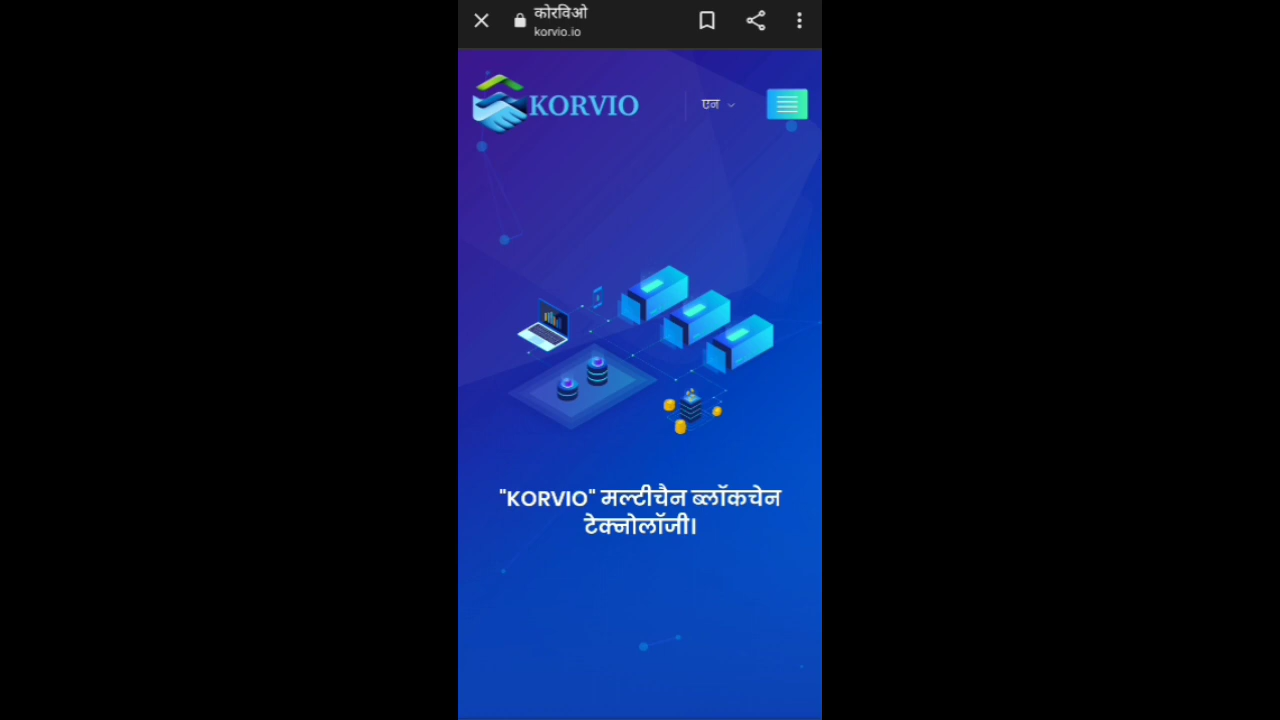 कोरविओ
korvio.io
KORVIO
एन
"KORVIO" मल्टीचैन ब्लॉकचेन
टेक्नोलॉजी।